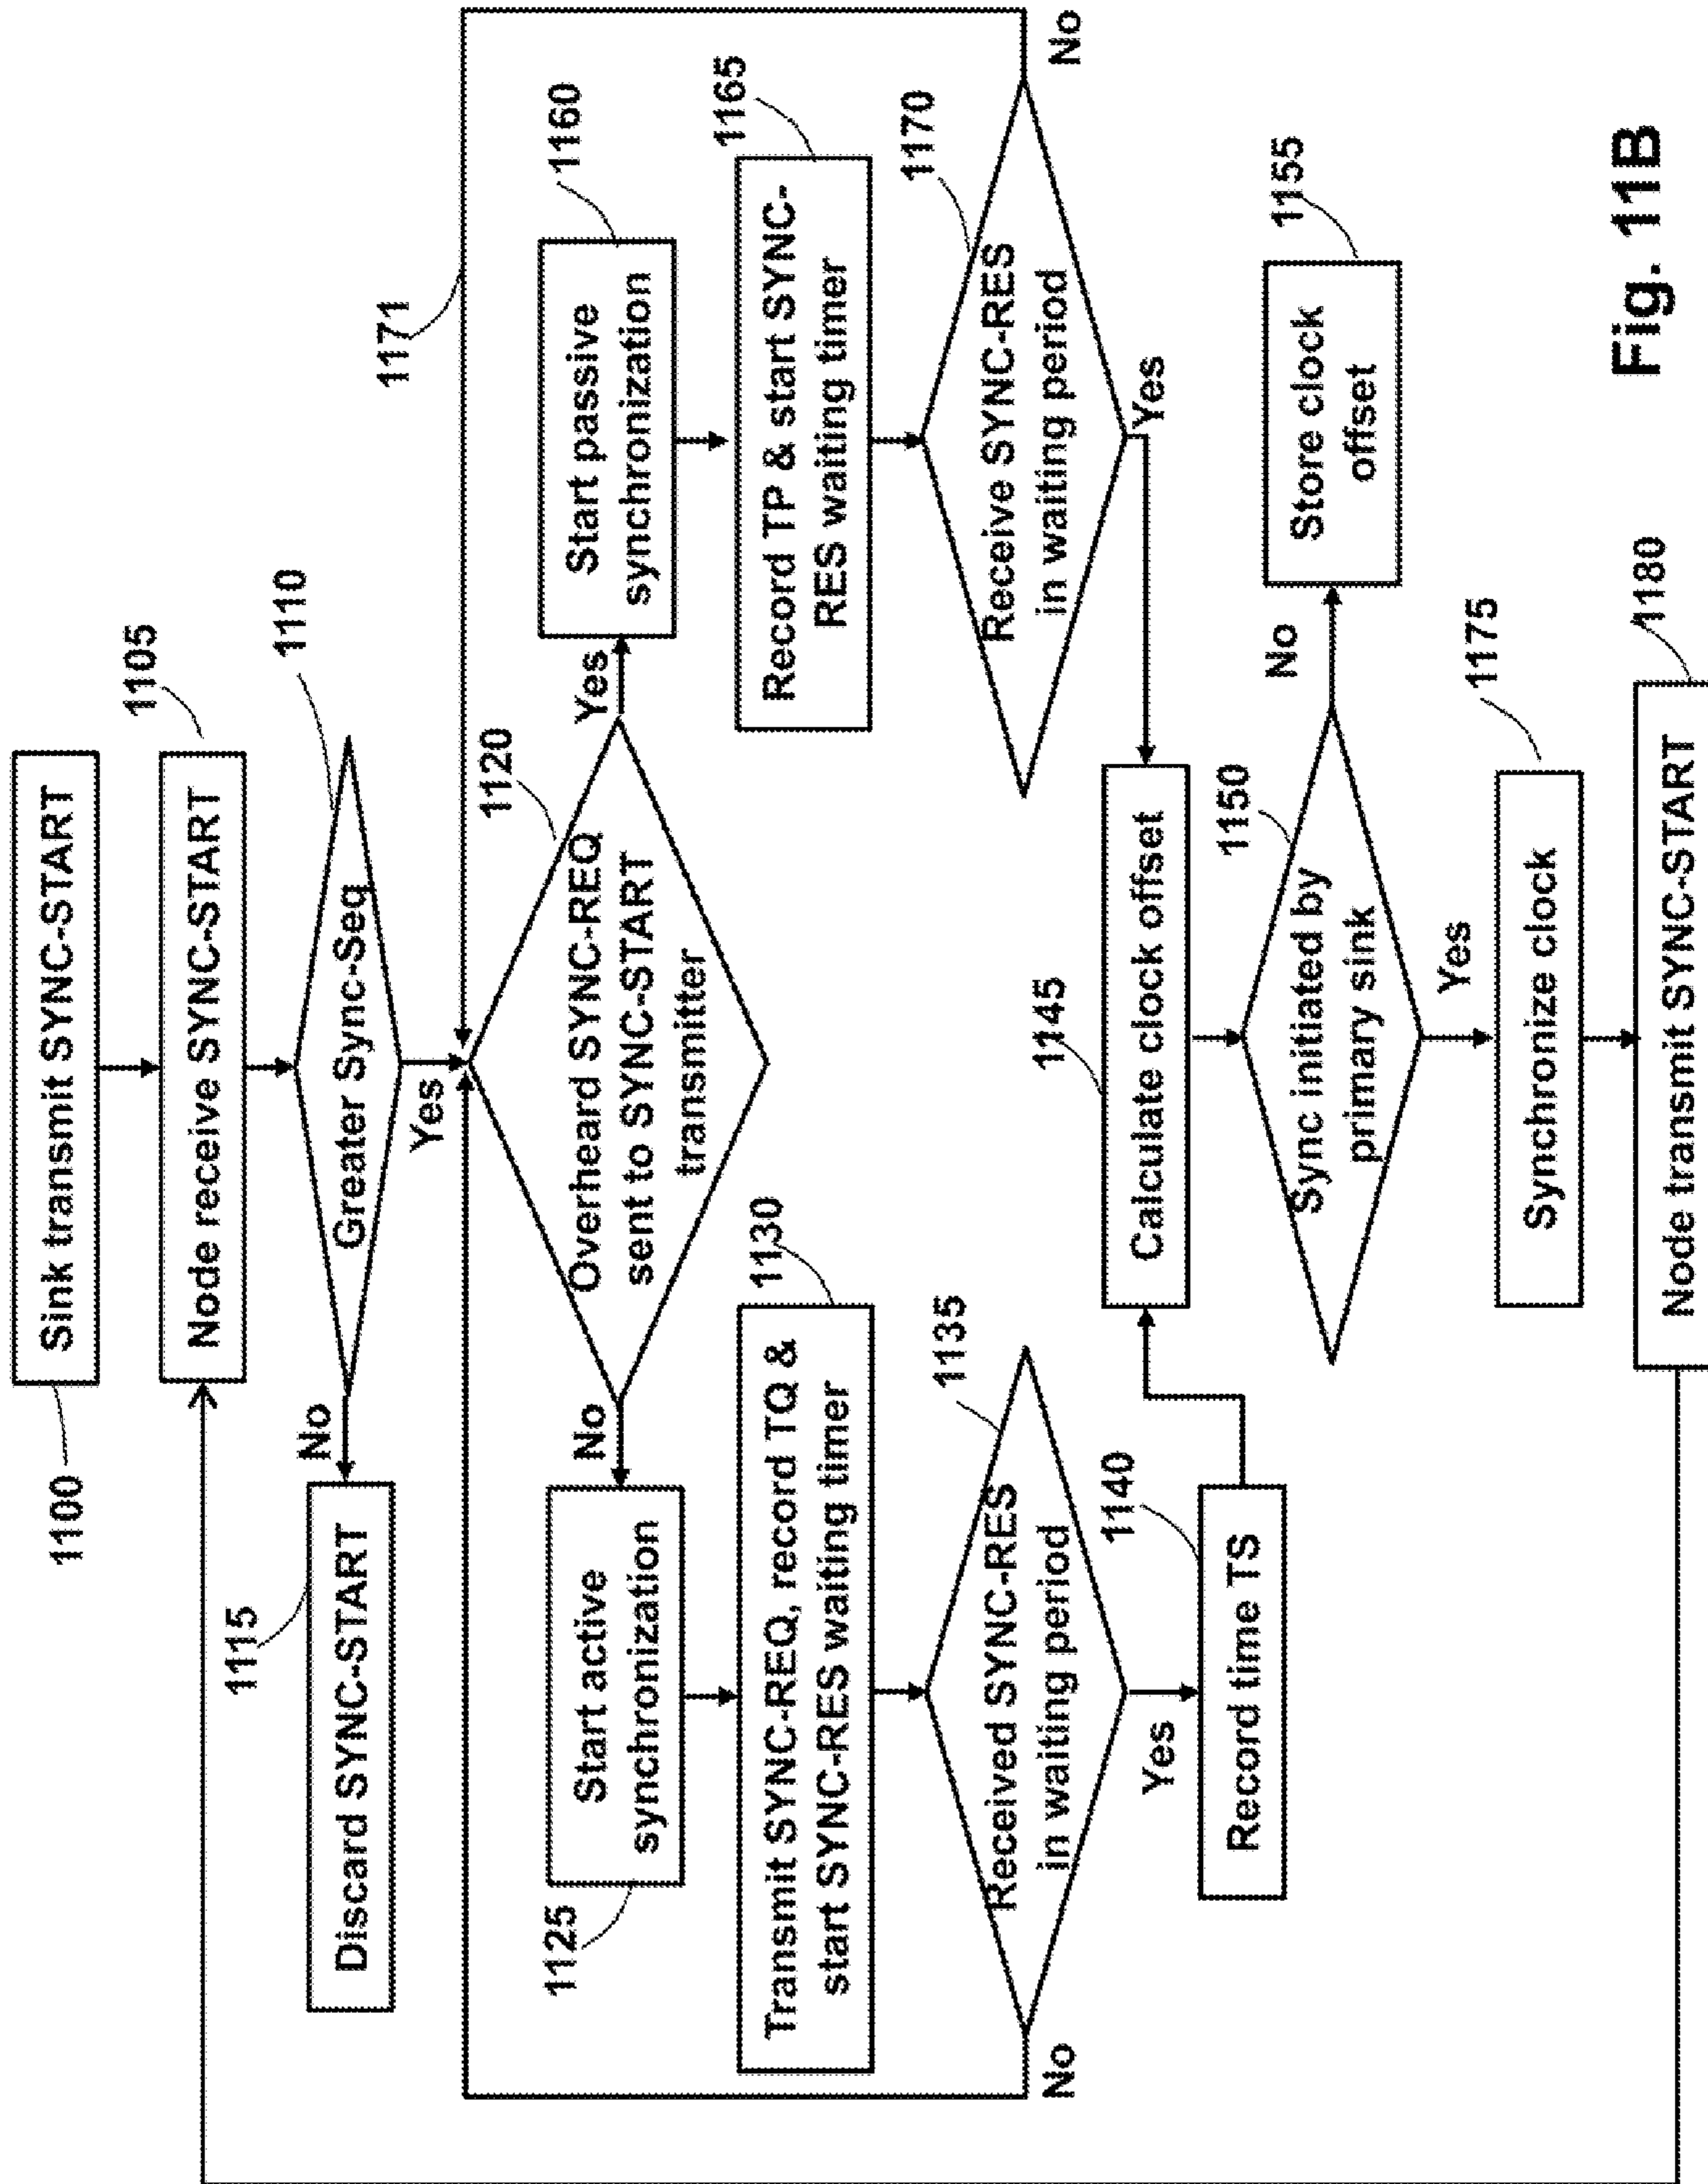 Sink transmit SYNC-START
1100
Node receive SYNC-START
1105
Greater Sync-Seq
1110
No
Yes
Discard SYNC-START
1115
1171
Overheard SYNC-REQ
sent to SYNC-START
transmitter
1120
No
Yes
Start active
synchronization
1125
Start passive
synchronization
1160
Transmit SYNC-REQ, record TQ &
start SYNC-RES waiting timer
1130
Record TP & start SYNC-
RES waiting timer
1165
Received SYNC-RES
in waiting period
1135
No
Yes
Receive SYNC-RES
in waiting period
1170
No
Yes
Record time TS
1140
Calculate clock offset
1145
Sync initiated by
primary sink
1150
No
Yes
Store clock
offset
1155
Synchronize clock
1175
Node transmit SYNC-START
1180
Fig. 11B